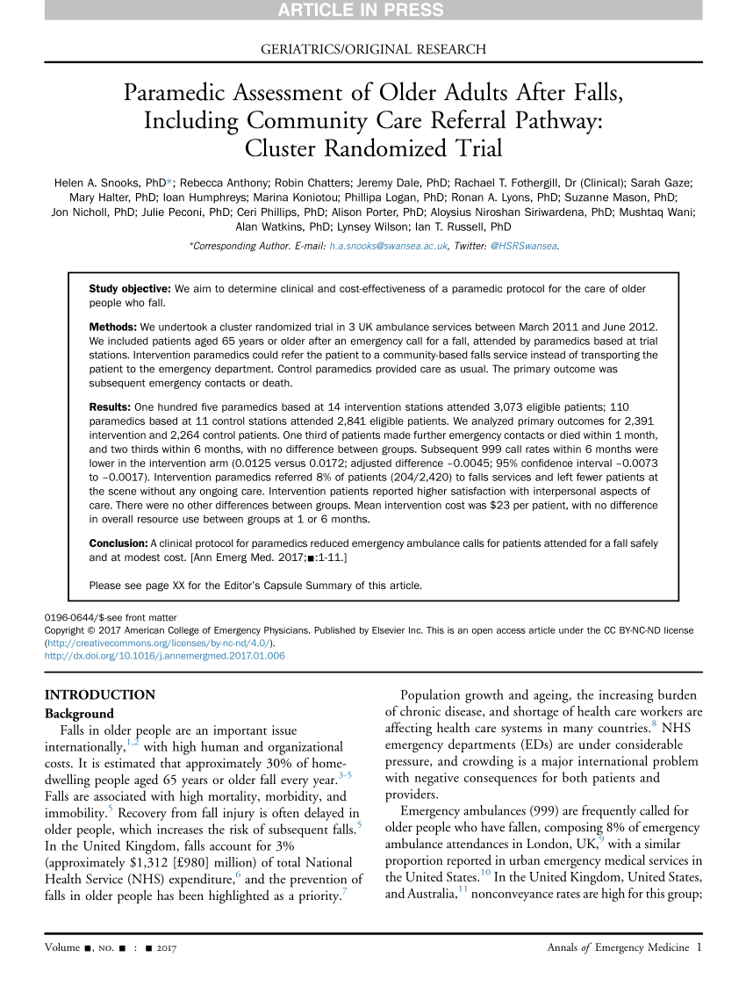 ARTICLE IN PRESS
GERIATRICS/ORIGINAL RESEARCH
Paramedic Assessment of Older Adults After Falls,
Including Community Care Referral Pathway:
Cluster Randomized Trial
Helen A. Snooks, PhD*; Rebecca Anthony; Robin Chatters; Jeremy Dale, PhD; Rachael T. Fothergill, Dr (Clinical); Sarah Gaze;
Mary Halter, PhD; Ioan Humphreys; Marina Koniotou; Phillipa Logan, PhD; Ronan A. Lyons, PhD; Suzanne Mason, PhD;
Jon Nicholl, PhD; Julie Peconi, PhD; Ceri Phillips, PhD; Alison Porter, PhD; Aloysius Niroshan Siriwardena, PhD; Mushtaq Wani;
Alan Watkins, PhD; Lynsey Wilson; Ian T. Russell, PhD
*Corresponding Author. E-mail: h.a.snooks@swansea.ac.uk, Twitter: @HSRSwansea.
Study objective: We aim to determine clinical and cost-effectiveness of a paramedic protocol for the care of older
people who fall.
Methods: We undertook a cluster randomized trial in 3 UK ambulance services between March 2011 and June 2012.
We included patients aged 65 years or older after an emergency call for a fall, attended by paramedics based at trial
stations. Intervention paramedics could refer the patient to a community-based falls service instead of transporting the
patient to the emergency department. Control paramedics provided care as usual. The primary outcome was
subsequent emergency contacts or death.
Results: One hundred five paramedics based at 14 intervention stations attended 3,073 eligible patients; 110
paramedics based at 11 control stations attended 2,841 eligible patients. We analyzed primary outcomes for 2,391
intervention and 2,264 control patients. One third of patients made further emergency contacts or died within 1 month,
and two thirds within 6 months, with no difference between groups. Subsequent 999 call rates within 6 months were
lower in the intervention arm (0.0125 versus 0.0172; adjusted difference –0.0045; 95% confidence interval –0.0073
to –0.0017). Intervention paramedics referred 8% of patients (204/2,420) to falls services and left fewer patients at
the scene without any ongoing care. Intervention patients reported higher satisfaction with interpersonal aspects of
care. There were no other differences between groups. Mean intervention cost was $23 per patient, with no difference
in overall resource use between groups at 1 or 6 months.
Conclusion: A clinical protocol for paramedics reduced emergency ambulance calls for patients attended for a fall safely
and at modest cost. [Ann Emerg Med. 2017;■:1-11.]
Please see page XX for the Editor's Capsule Summary of this article.
0196-0644/$-see front matter
Copyright © 2017 American College of Emergency Physicians. Published by Elsevier Inc. This is an open access article under the CC BY-NC-ND license
(http://creativecommons.org/licenses/by-nc-nd/4.0/).
http://dx.doi.org/10.1016/j.annemergmed.2017.01.006
INTRODUCTION
Background
Falls in older people are an important issue
internationally,1,2 with high human and organizational
costs. It is estimated that approximately 30% of home-
dwelling people aged 65 years or older fall every year.3-5
Falls are associated with high mortality, morbidity, and
immobility.5 Recovery from fall injury is often delayed in
older people, which increases the risk of subsequent falls.5
In the United Kingdom, falls account for 3%
(approximately $1,312 [£980] million) of total National
Health Service (NHS) expenditure,6 and the prevention of
falls in older people has been highlighted as a priority.7
Population growth and ageing, the increasing burden
of chronic disease, and shortage of health care workers are
affecting health care systems in many countries.8 NHS
emergency departments (EDs) are under considerable
pressure, and crowding is a major international problem
with negative consequences for both patients and
providers.
Emergency ambulances (999) are frequently called for
older people who have fallen, composing 8% of emergency
ambulance attendances in London, UK,9 with a similar
proportion reported in urban emergency medical services in
the United States.10 In the United Kingdom, United States,
and Australia,11 nonconveyance rates are high for this group;
Volume ■, NO. ■ : ■ 2017
Annals of Emergency Medicine 1